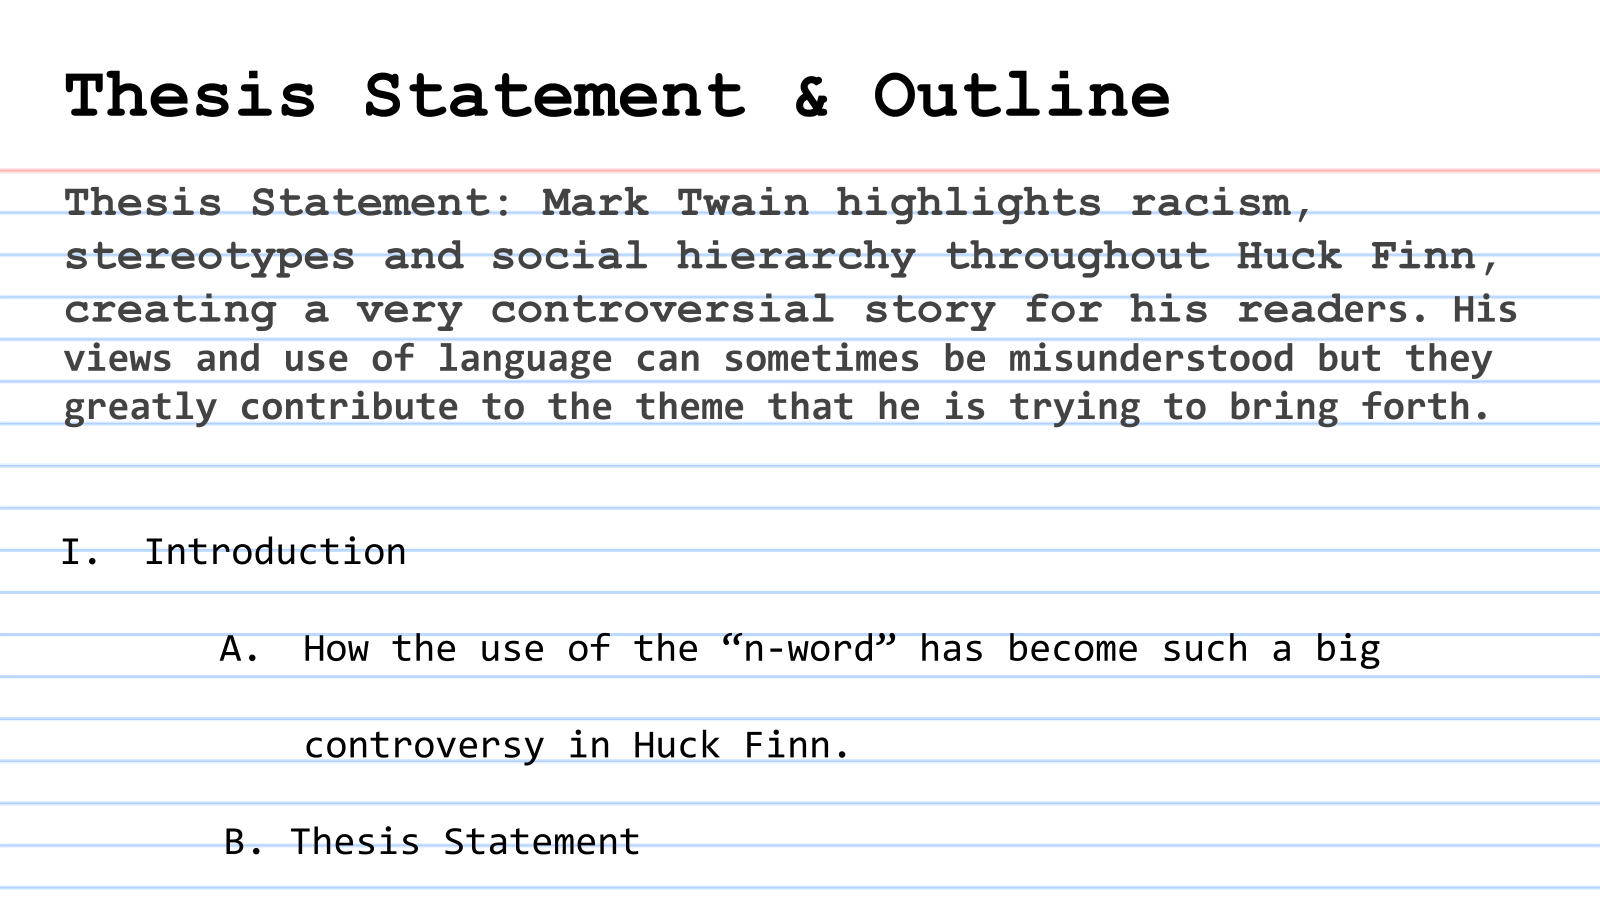 Thesis Statement & Outline
Thesis Statement: Mark Twain highlights racism,
stereotypes and social hierarchy throughout Huck Finn,
creating a very controversial story for his readers. His
views and use of language can sometimes be misunderstood but they
greatly contribute to the theme that he is trying to bring forth.
I. Introduction
A. How the use of the “n-word” has become such a big
controversy in Huck Finn.
B. Thesis Statement